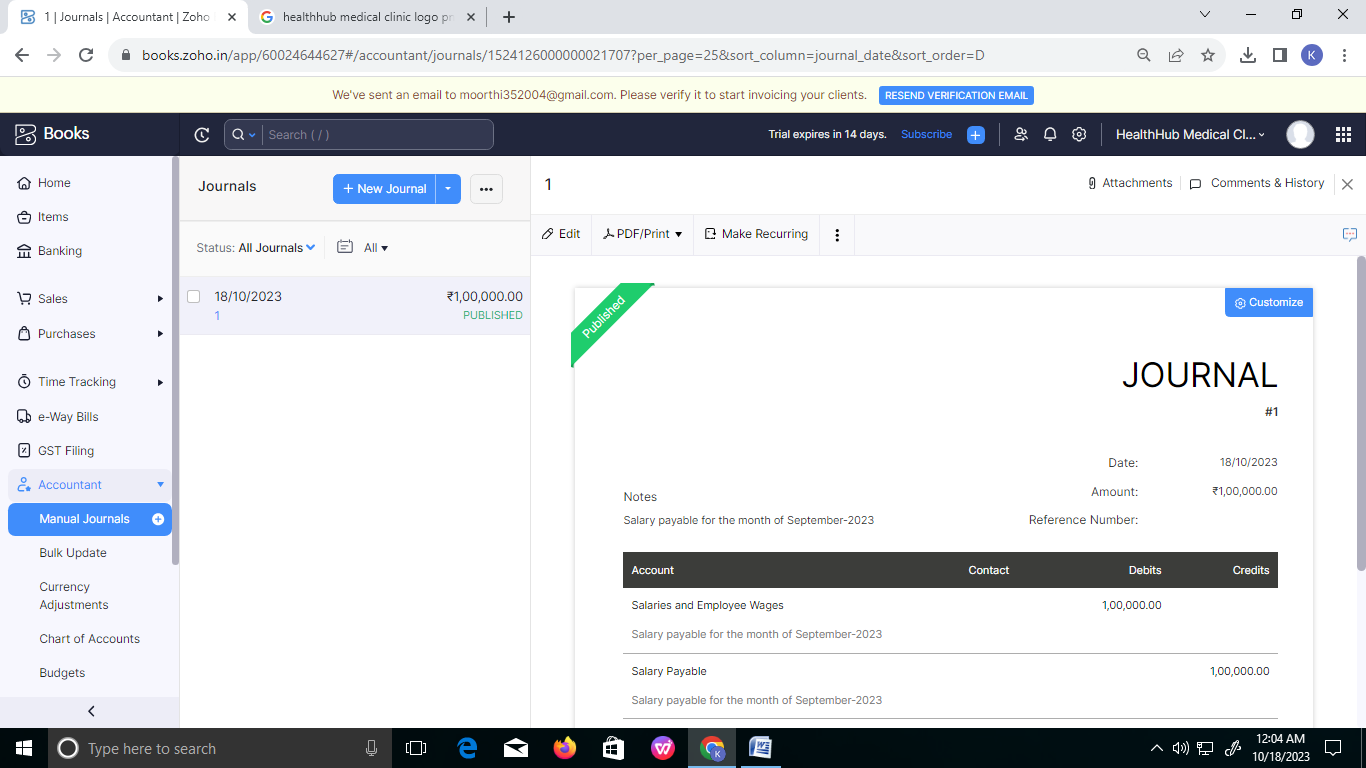 1 | Journals | Accountant | Zoho
healthhub medical clinic logo pn
books.zoho.in/app/60024644627#/accountant/journals/1524126000000021707?per_page=25&sort_column=journal_date&sort_order=D
K
We've sent an email to moorthi352004@gmail.com. Please verify it to start invoicing your clients. RESEND VERIFICATION EMAIL
Books
Search ( / )
Trial expires in 14 days. Subscribe
HealthHub Medical Cl...
Home
Items
Banking
Sales
Purchases
Time Tracking
e-Way Bills
GST Filing
Accountant
Manual Journals
Bulk Update
Currency
Adjustments
Chart of Accounts
Budgets
Journals
+ New Journal
Status: All Journals
All
18/10/2023 ₹1,00,000.00
1 PUBLISHED
1
Attachments
Comments & History
Edit
PDF/Print
Make Recurring
Published
Customize
JOURNAL
#1
Date: 18/10/2023
Amount: ₹1,00,000.00
Notes
Salary payable for the month of September-2023
Reference Number:
Account Contact Debits Credits
Salaries and Employee Wages 1,00,000.00
Salary payable for the month of September-2023
Salary Payable 1,00,000.00
Salary payable for the month of September-2023
Type here to search
12:04 AM
10/18/2023